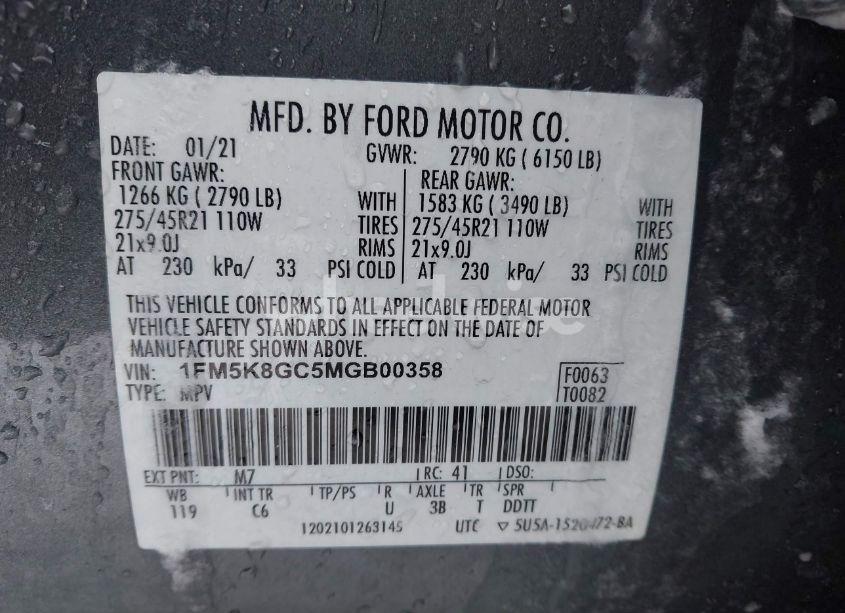 MFD. BY FORD MOTOR CO.
DATE: 01/21 GVWR: 2790 KG ( 6150 LB)
FRONT GAWR: REAR GAWR:
1266 KG ( 2790 LB) WITH 1583 KG ( 3490 LB) WITH
275/45R21 110W TIRES 275/45R21 110W TIRES
21x9.0J RIMS 21x9.0J RIMS
AT 230 kPa/ 33 PSI COLD AT 230 kPa/ 33 PSI COLD
THIS VEHICLE CONFORMS TO ALL APPLICABLE FEDERAL MOTOR
VEHICLE SAFETY STANDARDS IN EFFECT ON THE DATE OF
MANUFACTURE SHOWN ABOVE.
VIN: 1FM5K8GC5MGB00358 F0063
TYPE: MPV T0082
EXT PNT: M7 RC: 41 DSO:
WB INT TR TP/PS R AXLE TR SPR
119 C6 U 3B T DDTT
1202101263145 UTC ▽ 5U5A-1520472-BA